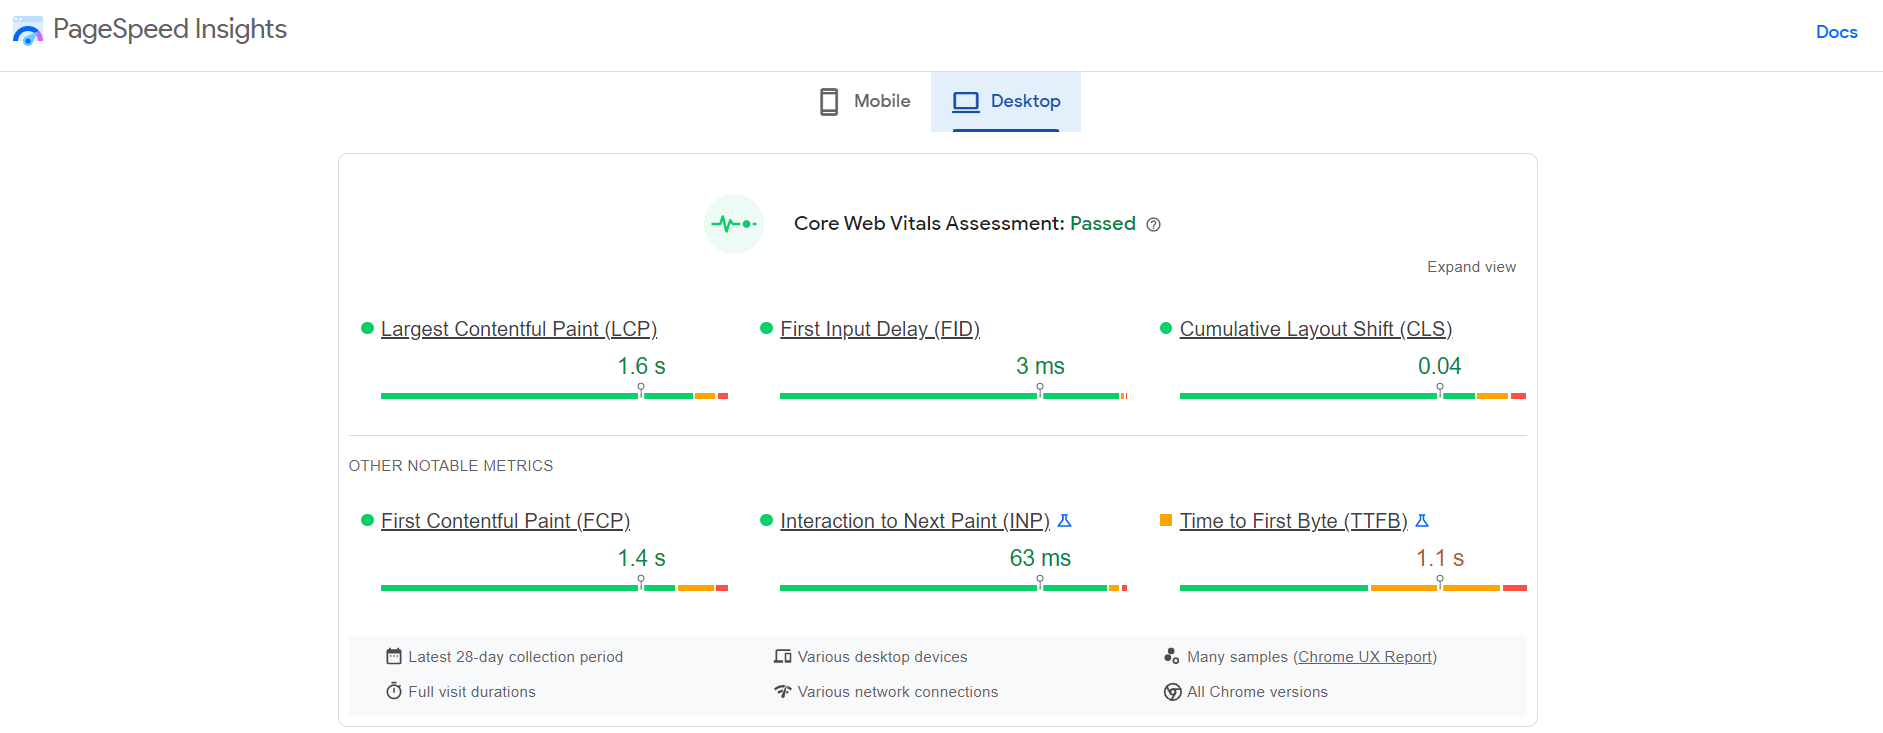 PageSpeed Insights
Docs
Mobile
Desktop
Core Web Vitals Assessment: Passed
Expand view
Largest Contentful Paint (LCP)
1.6 s
First Input Delay (FID)
3 ms
Cumulative Layout Shift (CLS)
0.04
OTHER NOTABLE METRICS
First Contentful Paint (FCP)
1.4 s
Interaction to Next Paint (INP)
63 ms
Time to First Byte (TTFB)
1.1 s
Latest 28-day collection period
Various desktop devices
Many samples (Chrome UX Report)
Full visit durations
Various network connections
All Chrome versions